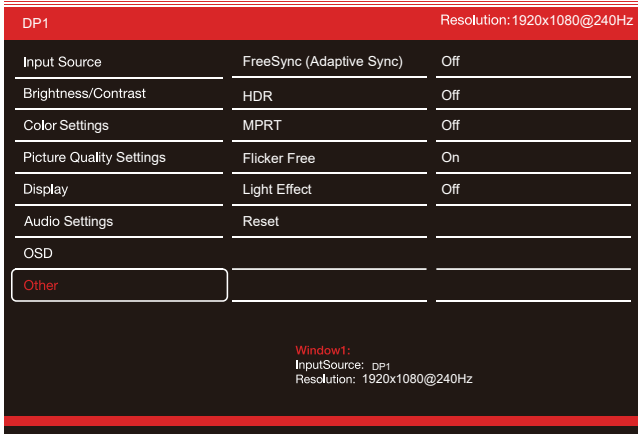 DP1 Resolution:1920x1080@240Hz
Input Source FreeSync (Adaptive Sync) Off
Brightness/Contrast HDR Off
Color Settings MPRT Off
Picture Quality Settings Flicker Free On
Display Light Effect Off
Audio Settings Reset
OSD
Other
Window1:
InputSource: DP1
Resolution: 1920x1080@240Hz